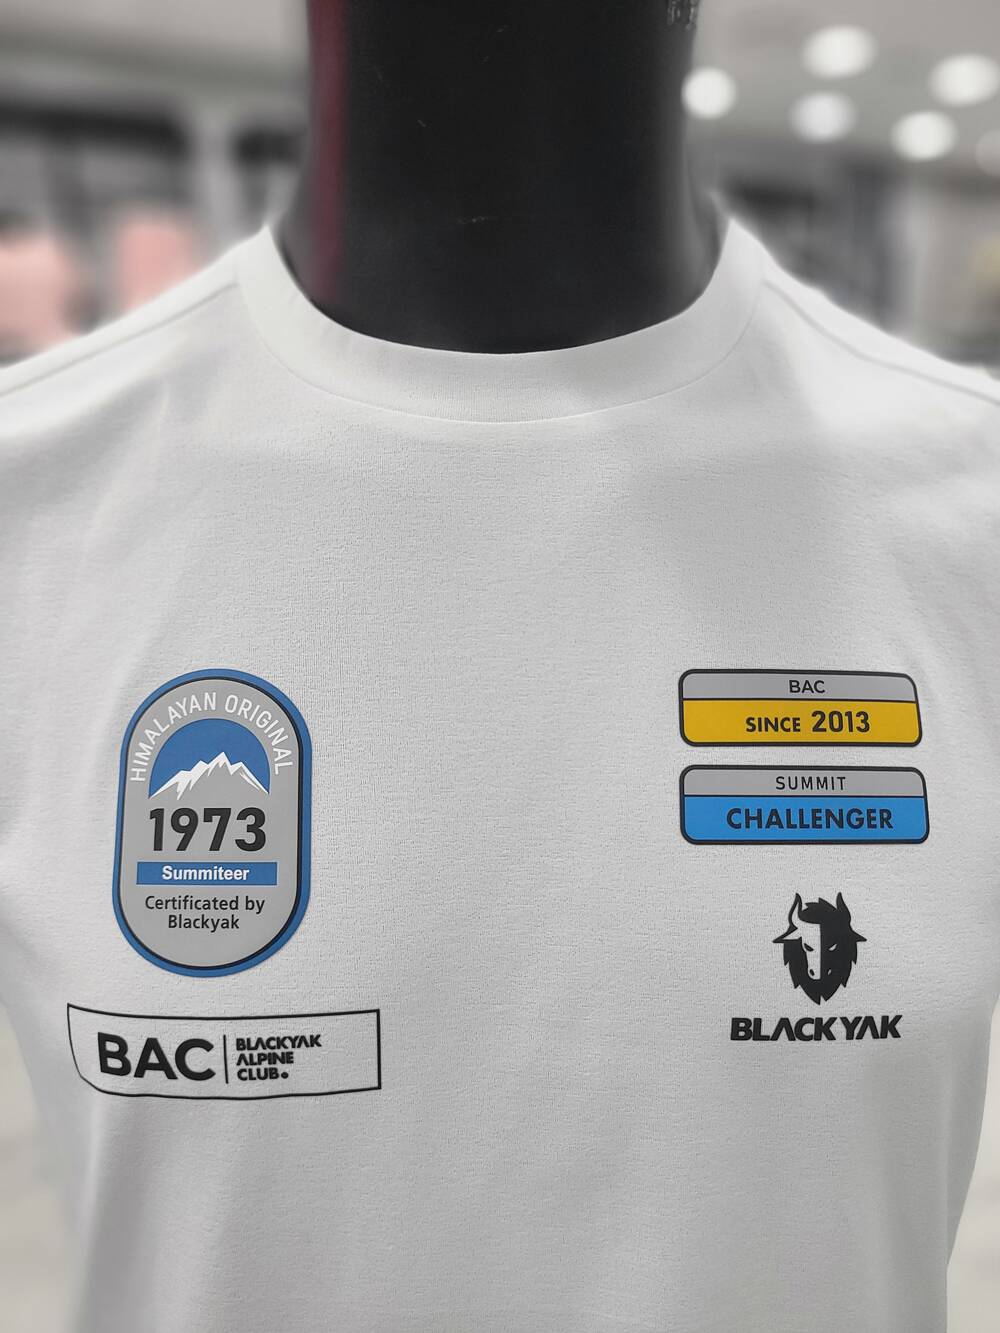 HIMALAYAN ORIGINAL
1973
Summiteer
Certificated by
Blackyak
BAC
BLACKYAK
ALPINE
CLUB.
BAC
SINCE 2013
SUMMIT
CHALLENGER
BLACKYAK